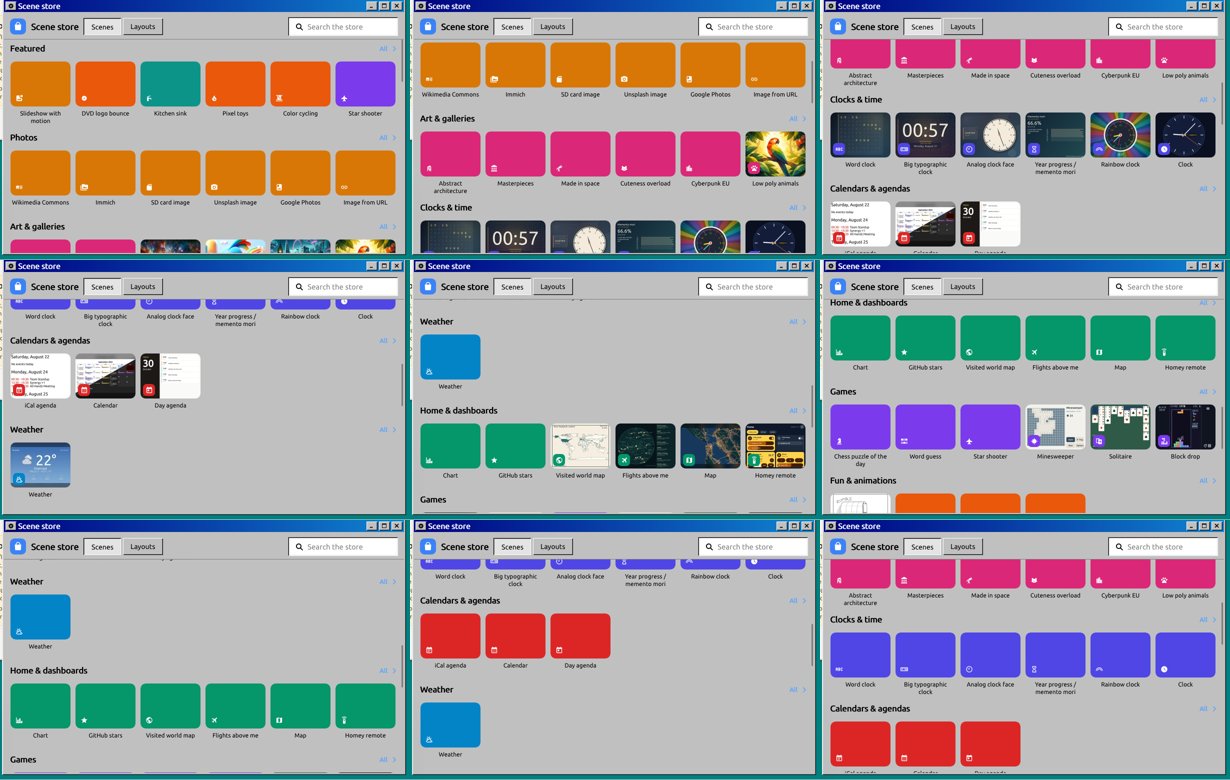 Scene store
Scene store Scenes Layouts Search the store
Featured All
Slideshow with motion DVD logo bounce Kitchen sink Pixel toys Color cycling Star shooter
Photos All
Wikimedia Commons Immich SD card image Unsplash image Google Photos Image from URL
Art & galleries All
Scene store
Scene store Scenes Layouts Search the store
Wikimedia Commons Immich SD card image Unsplash image Google Photos Image from URL
Art & galleries All
Abstract architecture Masterpieces Made in space Cuteness overload Cyberpunk EU Low poly animals
Clocks & time All
00:57
66.6%
Scene store
Scene store Scenes Layouts Search the store
Abstract architecture Masterpieces Made in space Cuteness overload Cyberpunk EU Low poly animals
Clocks & time All
00:57
66.6%
ABC
Word clock Big typographic clock Analog clock face Year progress / memento mori Rainbow clock Clock
Calendars & agendas All
Saturday, August 22
Monday, August 24
August 25
30
Scene store
Scene store Scenes Layouts Search the store
ABC
Word clock Big typographic clock Analog clock face Year progress / memento mori Rainbow clock Clock
Calendars & agendas All
Saturday, August 22
Monday, August 24
August 25
30
iCal agenda Calendar Day agenda
Weather All
22°
Weather
Scene store
Scene store Scenes Layouts Search the store
Weather All
Weather
Home & dashboards All
Chart GitHub stars Visited world map Flights above me Map Homey remote
Games All
Scene store
Scene store Scenes Layouts Search the store
Home & dashboards All
Chart GitHub stars Visited world map Flights above me Map Homey remote
Games All
Minesweeper
Chess puzzle of the day Word guess Star shooter Minesweeper Solitaire Block drop
Fun & animations All
Scene store
Scene store Scenes Layouts Search the store
Weather All
Weather
Home & dashboards All
Chart GitHub stars Visited world map Flights above me Map Homey remote
Games All
Scene store
Scene store Scenes Layouts Search the store
ABC
Word clock Big typographic clock Analog clock face Year progress / memento mori Rainbow clock Clock
Calendars & agendas All
iCal agenda Calendar Day agenda
Weather All
Weather
Scene store
Scene store Scenes Layouts Search the store
Abstract architecture Masterpieces Made in space Cuteness overload Cyberpunk EU Low poly animals
Clocks & time All
ABC
Word clock Big typographic clock Analog clock face Year progress / memento mori Rainbow clock Clock
Calendars & agendas All